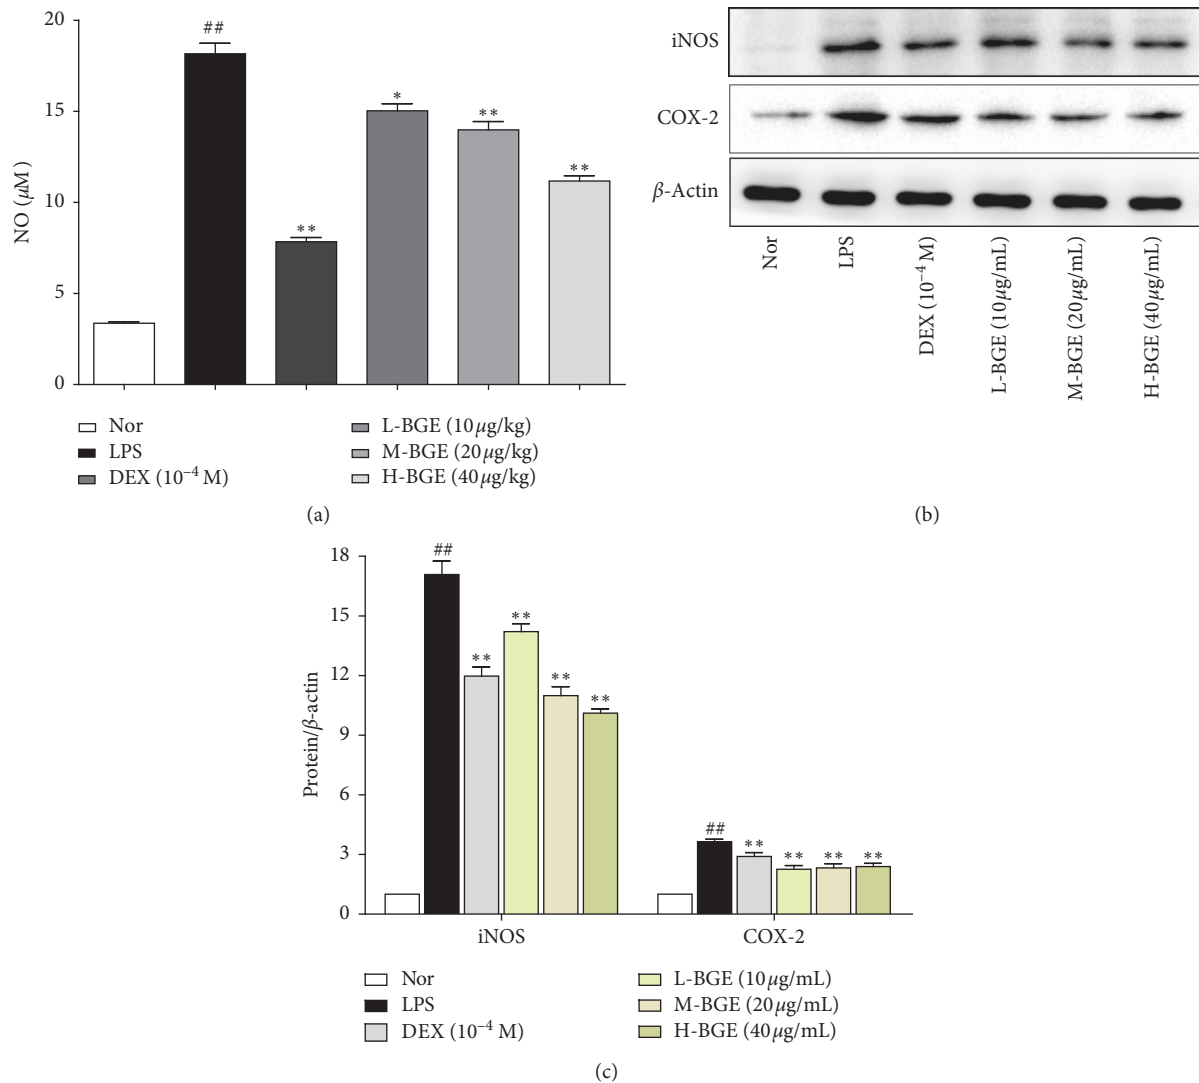 20
15
10
5
0
NO (μM)
##
**
*
**
**
Nor
LPS
DEX (10⁻⁴ M)
L-BGE (10 μg/kg)
M-BGE (20 μg/kg)
H-BGE (40 μg/kg)
(a)
iNOS
COX-2
β-Actin
Nor
LPS
DEX (10⁻⁴ M)
L-BGE (10 μg/mL)
M-BGE (20 μg/mL)
H-BGE (40 μg/mL)
(b)
18
15
12
9
6
3
0
Protein/β-actin
##
**
**
**
**
##
**
**
**
**
iNOS
COX-2
Nor
LPS
DEX (10⁻⁴ M)
L-BGE (10 μg/mL)
M-BGE (20 μg/mL)
H-BGE (40 μg/mL)
(c)